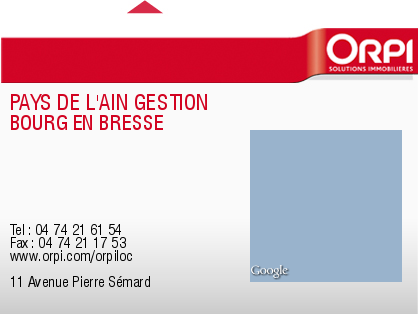 ORPI
SOLUTIONS IMMOBILIÈRES
PAYS DE L'AIN GESTION
BOURG EN BRESSE
Tel : 04 74 21 61 54
Fax : 04 74 21 17 53
www.orpi.com/orpiloc
11 Avenue Pierre Sémard
Google